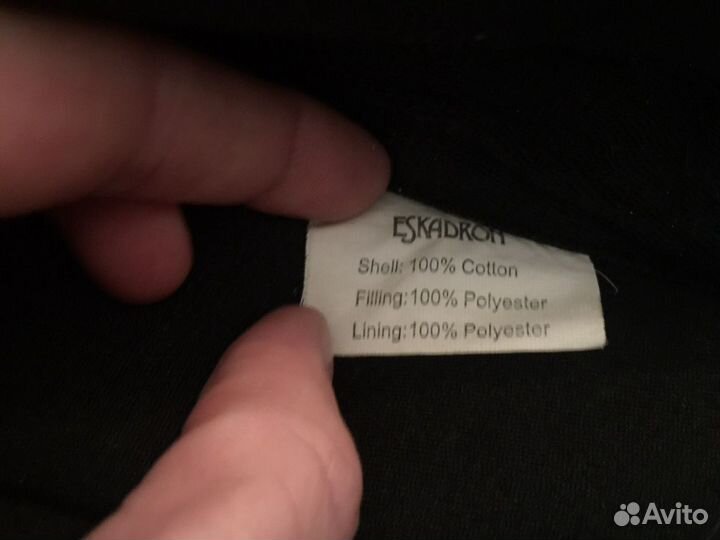 ESKADRON
Shell: 100% Cotton
Filling:100% Polyester
Lining:100% Polyester
Avito